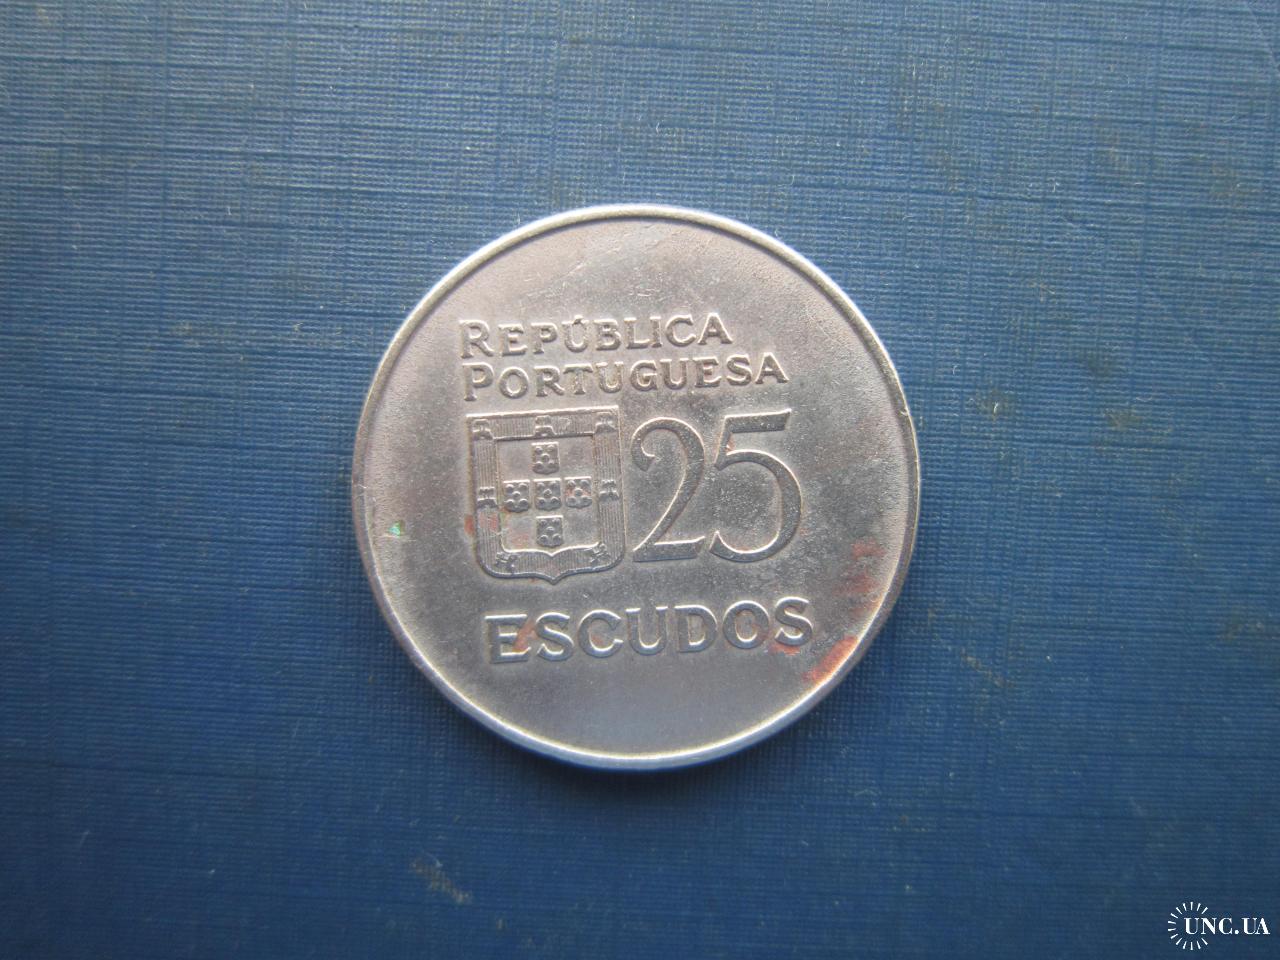 REPÚBLICA
PORTUGUESA
25
ESCUDOS
UNC.UA